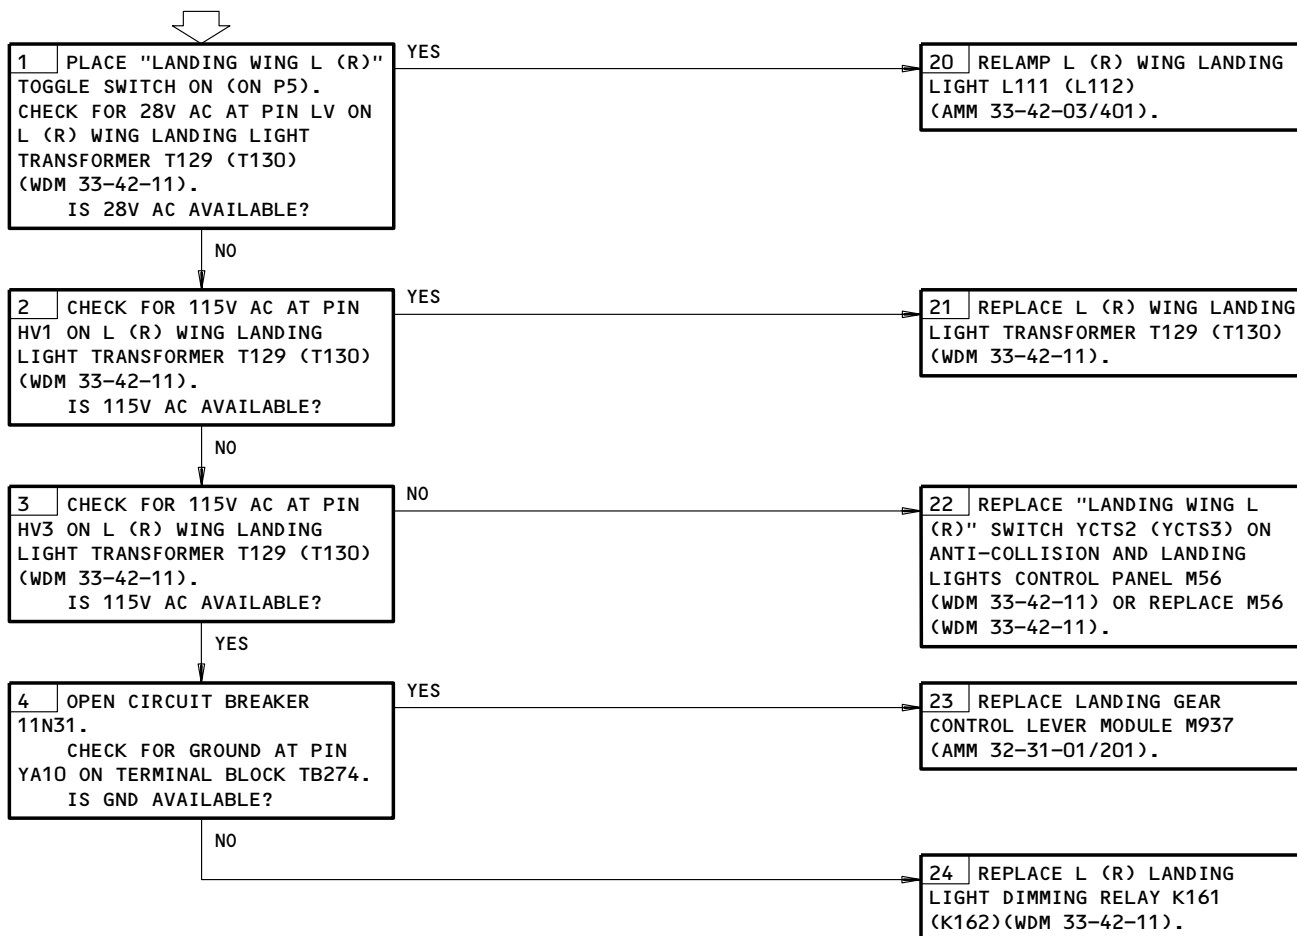 1 PLACE "LANDING WING L (R)"
TOGGLE SWITCH ON (ON P5).
CHECK FOR 28V AC AT PIN LV ON
L (R) WING LANDING LIGHT
TRANSFORMER T129 (T130)
(WDM 33-42-11).
IS 28V AC AVAILABLE?
YES
20 RELAMP L (R) WING LANDING
LIGHT L111 (L112)
(AMM 33-42-03/401).
NO
2 CHECK FOR 115V AC AT PIN
HV1 ON L (R) WING LANDING
LIGHT TRANSFORMER T129 (T130)
(WDM 33-42-11).
IS 115V AC AVAILABLE?
YES
21 REPLACE L (R) WING LANDING
LIGHT TRANSFORMER T129 (T130)
(WDM 33-42-11).
NO
3 CHECK FOR 115V AC AT PIN
HV3 ON L (R) WING LANDING
LIGHT TRANSFORMER T129 (T130)
(WDM 33-42-11).
IS 115V AC AVAILABLE?
NO
22 REPLACE "LANDING WING L
(R)" SWITCH YCTS2 (YCTS3) ON
ANTI-COLLISION AND LANDING
LIGHTS CONTROL PANEL M56
(WDM 33-42-11) OR REPLACE M56
(WDM 33-42-11).
YES
4 OPEN CIRCUIT BREAKER
11N31.
CHECK FOR GROUND AT PIN
YA10 ON TERMINAL BLOCK TB274.
IS GND AVAILABLE?
YES
23 REPLACE LANDING GEAR
CONTROL LEVER MODULE M937
(AMM 32-31-01/201).
NO
24 REPLACE L (R) LANDING
LIGHT DIMMING RELAY K161
(K162)(WDM 33-42-11).